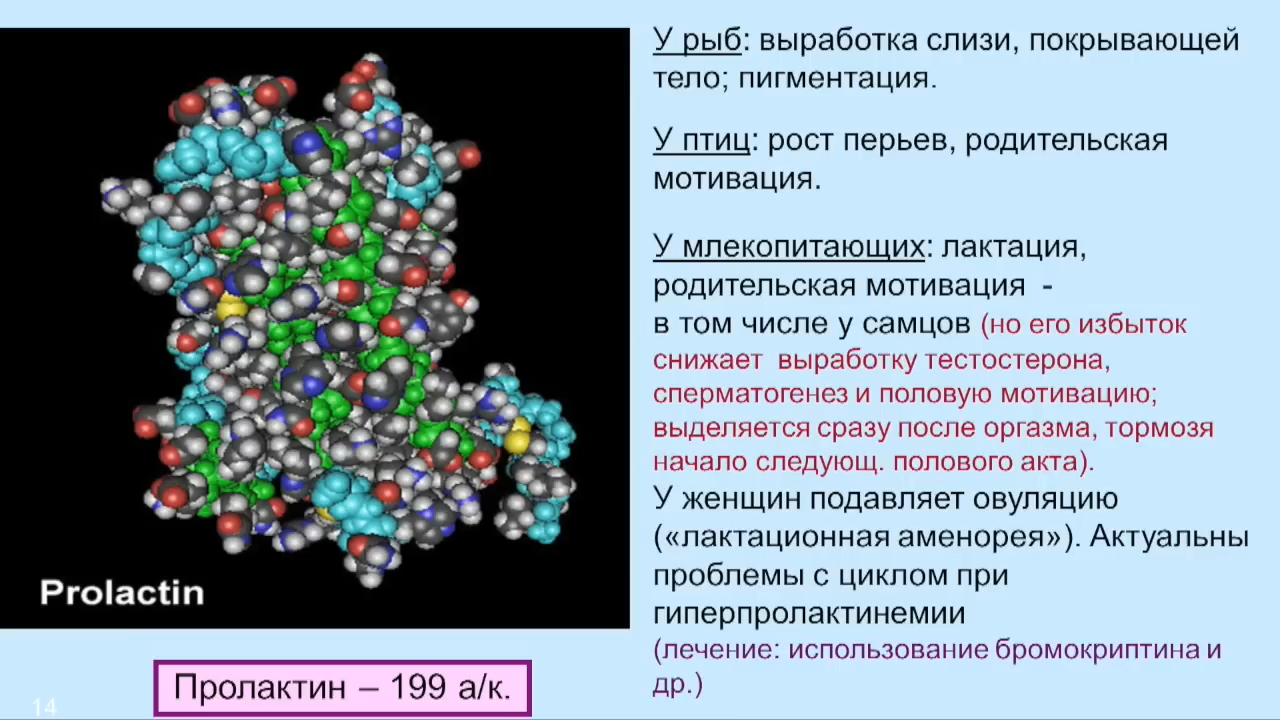 У рыб: выработка слизи, покрывающей
тело; пигментация.
У птиц: рост перьев, родительская
мотивация.
У млекопитающих: лактация,
родительская мотивация -
в том числе у самцов (но его избыток
снижает выработку тестостерона,
сперматогенез и половую мотивацию;
выделяется сразу после оргазма, тормозя
начало следующ. полового акта).
У женщин подавляет овуляцию
(«лактационная аменорея»). Актуальны
проблемы с циклом при
гиперпролактинемии
(лечение: использование бромокриптина и
др.)
Prolactin
Пролактин – 199 а/к.
14